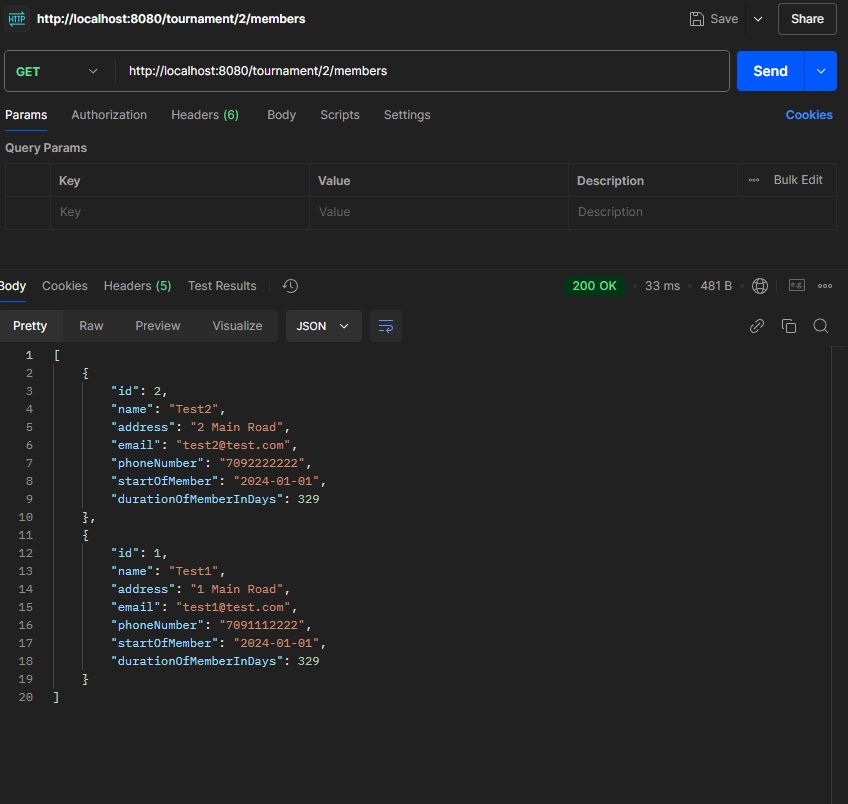 HTTP http://localhost:8080/tournament/2/members Save Share
GET http://localhost:8080/tournament/2/members Send
Params Authorization Headers (6) Body Scripts Settings Cookies
Query Params
Key Value Description Bulk Edit
Key Value Description
Body Cookies Headers (5) Test Results 200 OK 33 ms 481 B e.g.
Pretty Raw Preview Visualize JSON
1 [
2 {
3 "id": 2,
4 "name": "Test2",
5 "address": "2 Main Road",
6 "email": "test2@test.com",
7 "phoneNumber": "7092222222",
8 "startOfMember": "2024-01-01",
9 "durationOfMemberInDays": 329
10 },
11 {
12 "id": 1,
13 "name": "Test1",
14 "address": "1 Main Road",
15 "email": "test1@test.com",
16 "phoneNumber": "7091112222",
17 "startOfMember": "2024-01-01",
18 "durationOfMemberInDays": 329
19 }
20 ]